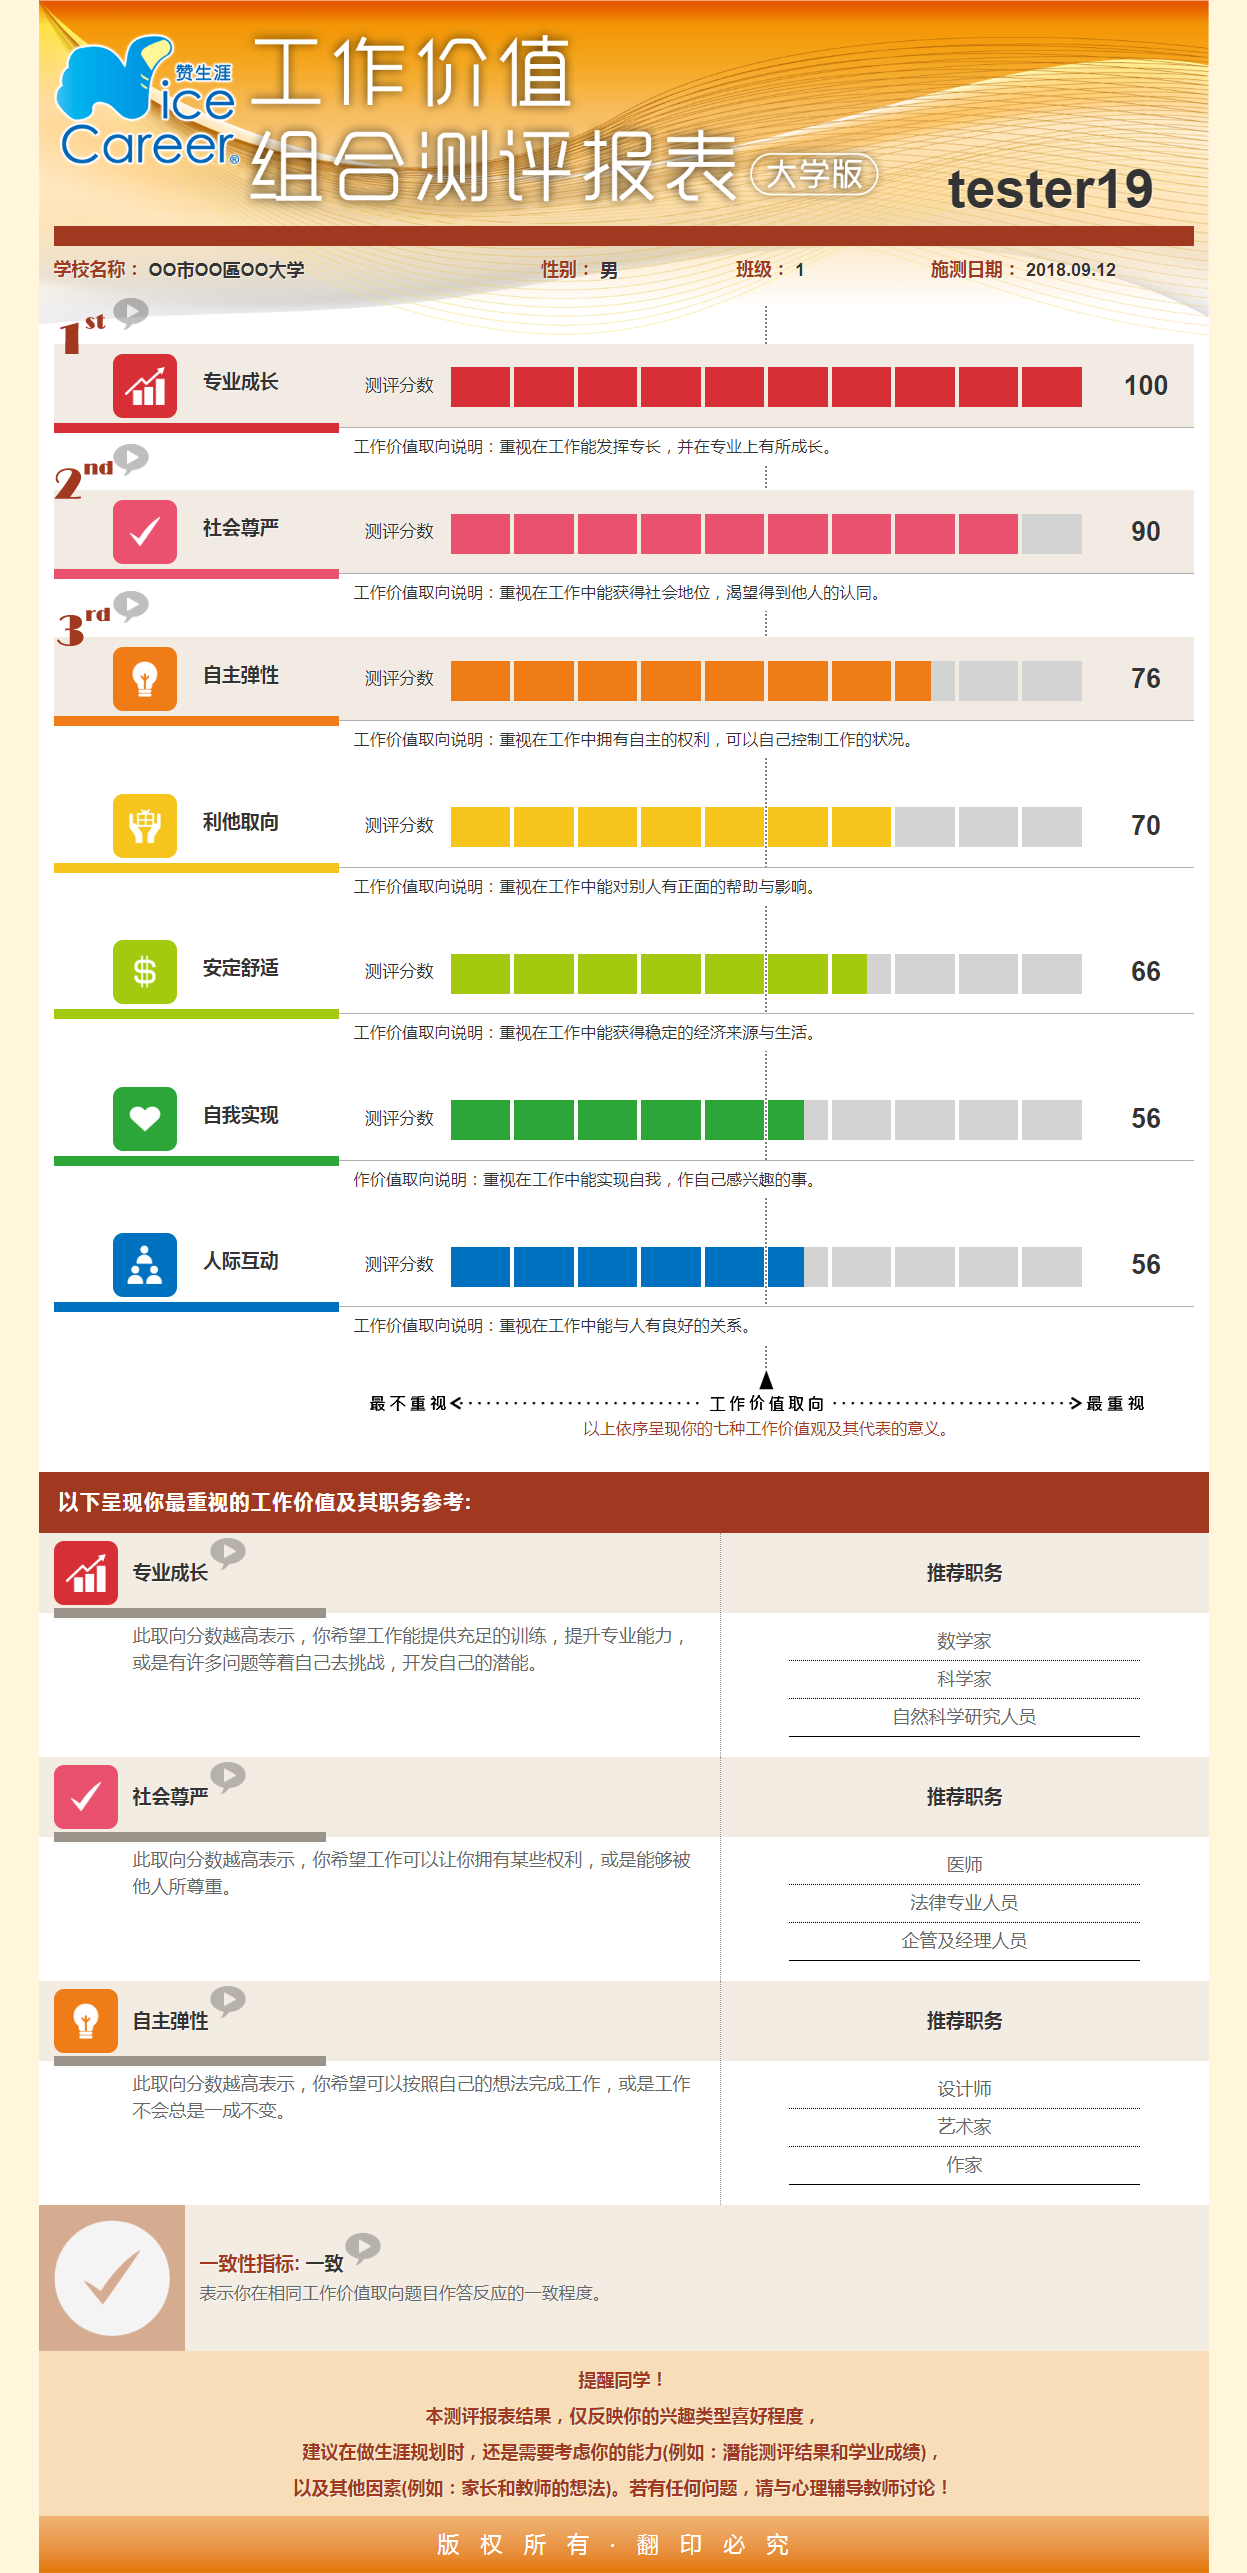 赞生涯
Nice
Career®
工作价值
组合测评报表 大学版
tester19
学校名称： OO市OO區OO大学 性别： 男 班级： 1 施测日期： 2018.09.12
1st
专业成长 测评分数 100
工作价值取向说明：重视在工作能发挥专长，并在专业上有所成长。
2nd
社会尊严 测评分数 90
工作价值取向说明：重视在工作中能获得社会地位，渴望得到他人的认同。
3rd
自主弹性 测评分数 76
工作价值取向说明：重视在工作中拥有自主的权利，可以自己控制工作的状况。
利他取向 测评分数 70
工作价值取向说明：重视在工作中能对别人有正面的帮助与影响。
安定舒适 测评分数 66
工作价值取向说明：重视在工作中能获得稳定的经济来源与生活。
自我实现 测评分数 56
作价值取向说明：重视在工作中能实现自我，作自己感兴趣的事。
人际互动 测评分数 56
工作价值取向说明：重视在工作中能与人有良好的关系。
最不重视 工作价值取向 最重视
以上依序呈现你的七种工作价值观及其代表的意义。
以下呈现你最重视的工作价值及其职务参考:
专业成长 推荐职务
此取向分数越高表示，你希望工作能提供充足的训练，提升专业能力，
或是有许多问题等着自己去挑战，开发自己的潜能。
数学家
科学家
自然科学研究人员
社会尊严 推荐职务
此取向分数越高表示，你希望工作可以让你拥有某些权利，或是能够被
他人所尊重。
医师
法律专业人员
企管及经理人员
自主弹性 推荐职务
此取向分数越高表示，你希望可以按照自己的想法完成工作，或是工作
不会总是一成不变。
设计师
艺术家
作家
一致性指标: 一致
表示你在相同工作价值取向题目作答反应的一致程度。
提醒同学！
本测评报表结果，仅反映你的兴趣类型喜好程度，
建议在做生涯规划时，还是需要考虑你的能力(例如：潛能测评结果和学业成绩)，
以及其他因素(例如：家长和教师的想法)。若有任何问题，请与心理辅导教师讨论！
版 权 所 有 · 翻 印 必 究